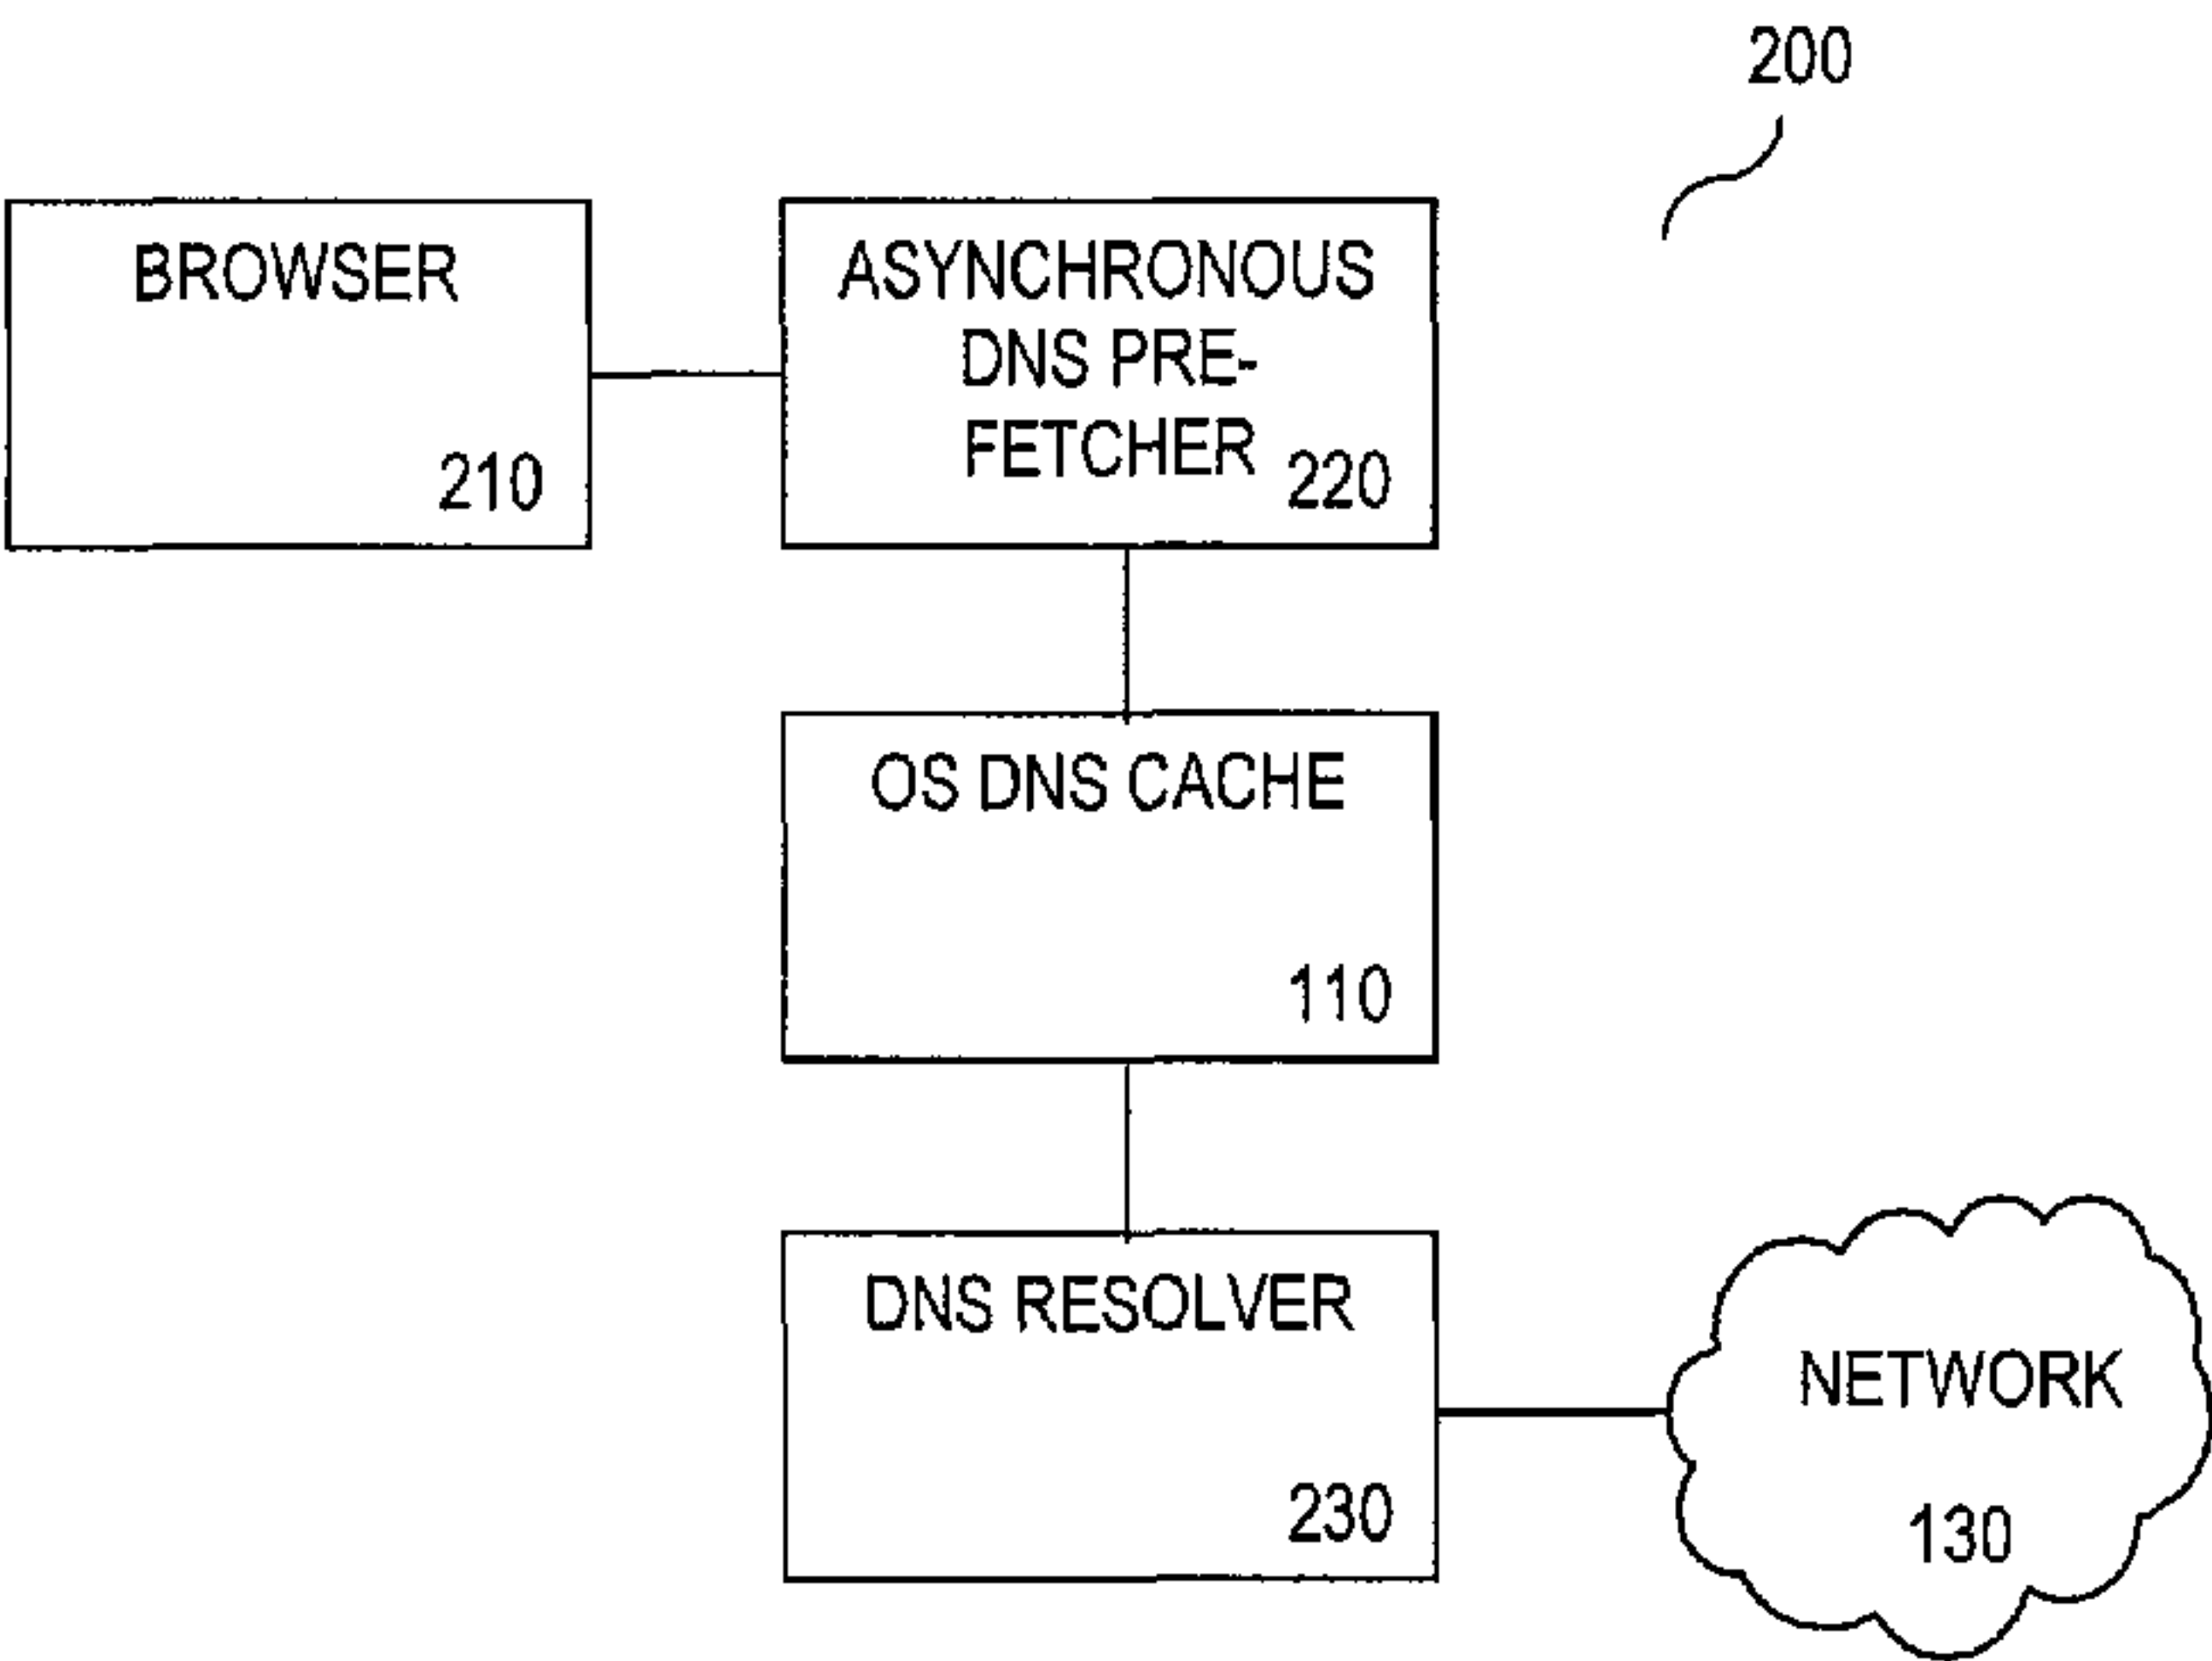 200
BROWSER
210
ASYNCHRONOUS
DNS PRE-
FETCHER
220
OS DNS CACHE
110
DNS RESOLVER
230
NETWORK
130